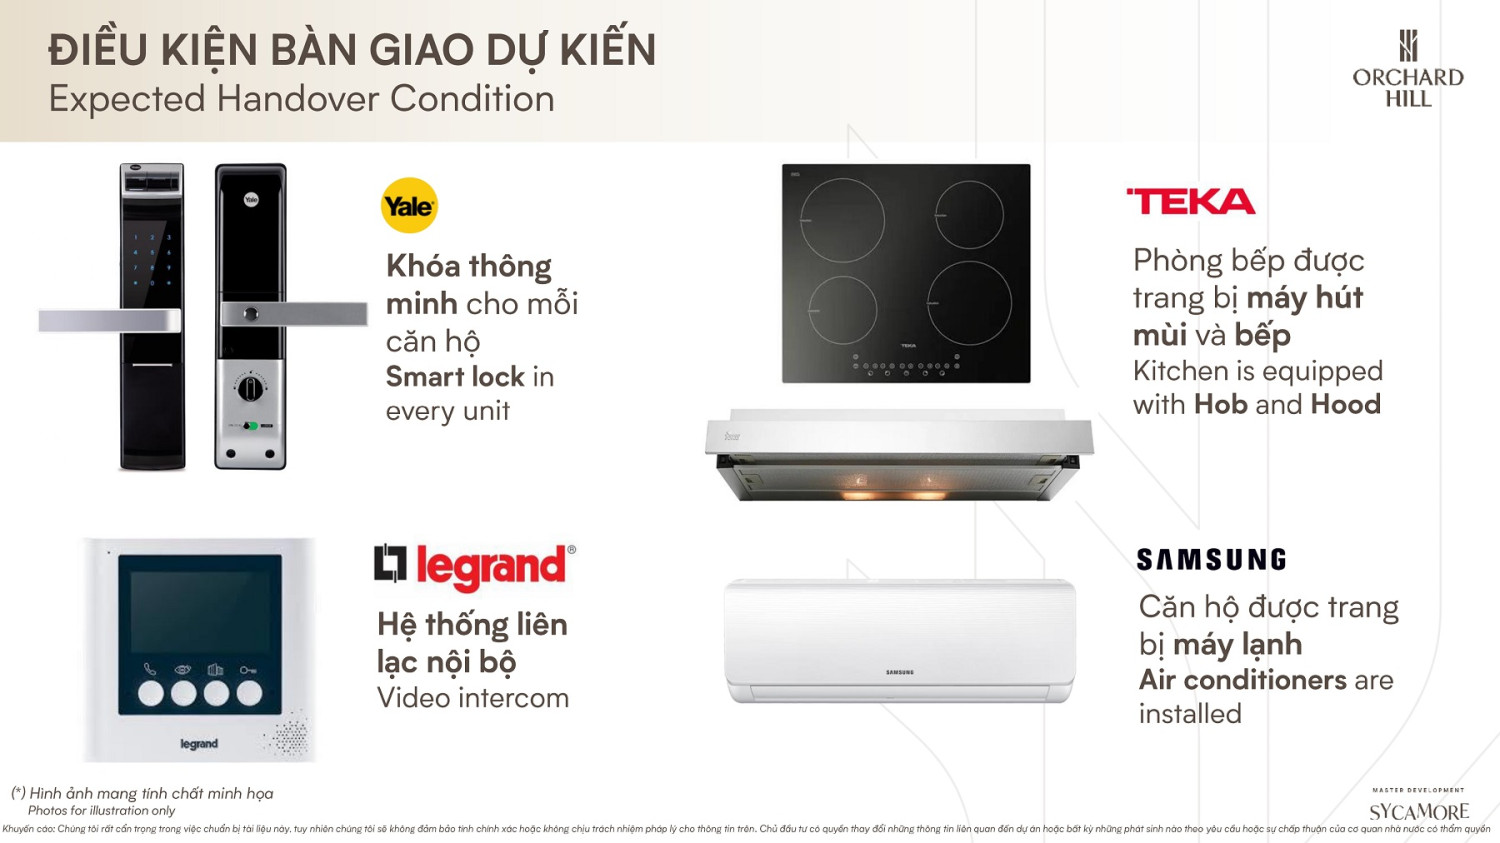 ĐIỀU KIỆN BÀN GIAO DỰ KIẾN
Expected Handover Condition
ORCHARD
HILL
Yale
Khóa thông
minh cho mỗi
căn hộ
Smart lock in
every unit
TEKA
Phòng bếp được
trang bị máy hút
mùi và bếp
Kitchen is equipped
with Hob and Hood
legrand®
Hệ thống liên
lạc nội bộ
Video intercom
legrand
SAMSUNG
Căn hộ được trang
bị máy lạnh
Air conditioners are
installed
SAMSUNG
(*) Hình ảnh mang tính chất minh họa
Photos for illustration only
MASTER DEVELOPMENT
SYCAMORE
Khuyến cáo: Chúng tôi rất cẩn trọng trong việc chuẩn bị tài liệu này, tuy nhiên chúng tôi sẽ không đảm bảo tính chính xác hoặc không chịu trách nhiệm pháp lý cho thông tin trên. Chủ đầu tư có quyền thay đổi những thông tin liên quan đến dự án hoặc bất kỳ những phát sinh nào theo yêu cầu hoặc sự chấp thuận của cơ quan nhà nước có thẩm quyền